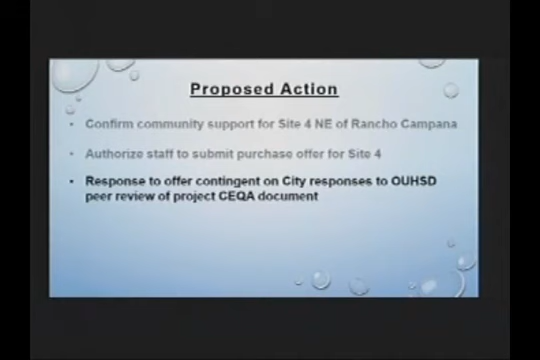 Proposed Action
• Confirm community support for Site 4 NE of Rancho Campana
• Authorize staff to submit purchase offer for Site 4
• Response to offer contingent on City responses to OUHSD
peer review of project CEQA document